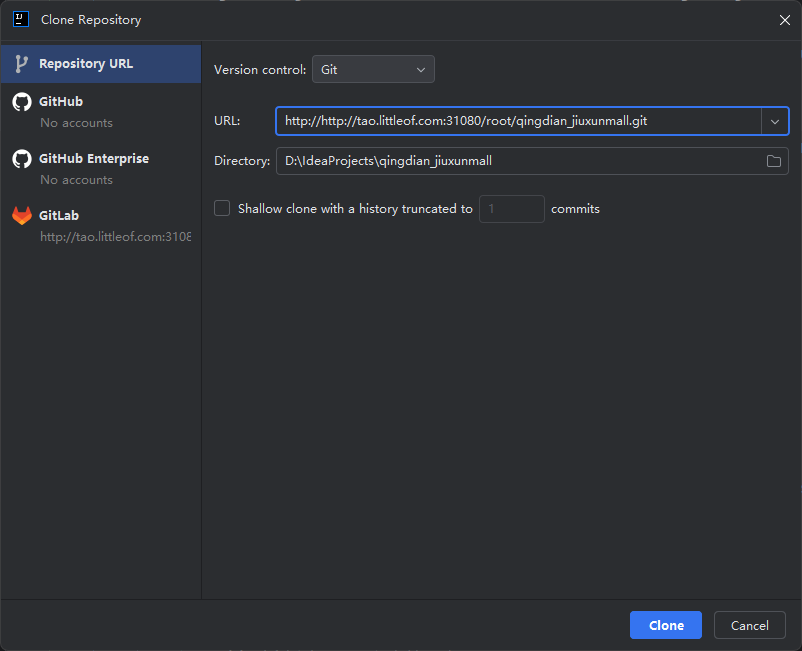 Clone Repository
Repository URL
GitHub
No accounts
GitHub Enterprise
No accounts
GitLab
http://tao.littleof.com:3108
Version control: Git
URL: http://http://tao.littleof.com:31080/root/qingdian_jiuxunmall.git
Directory: D:\IdeaProjects\qingdian_jiuxunmall
Shallow clone with a history truncated to 1 commits
Clone Cancel